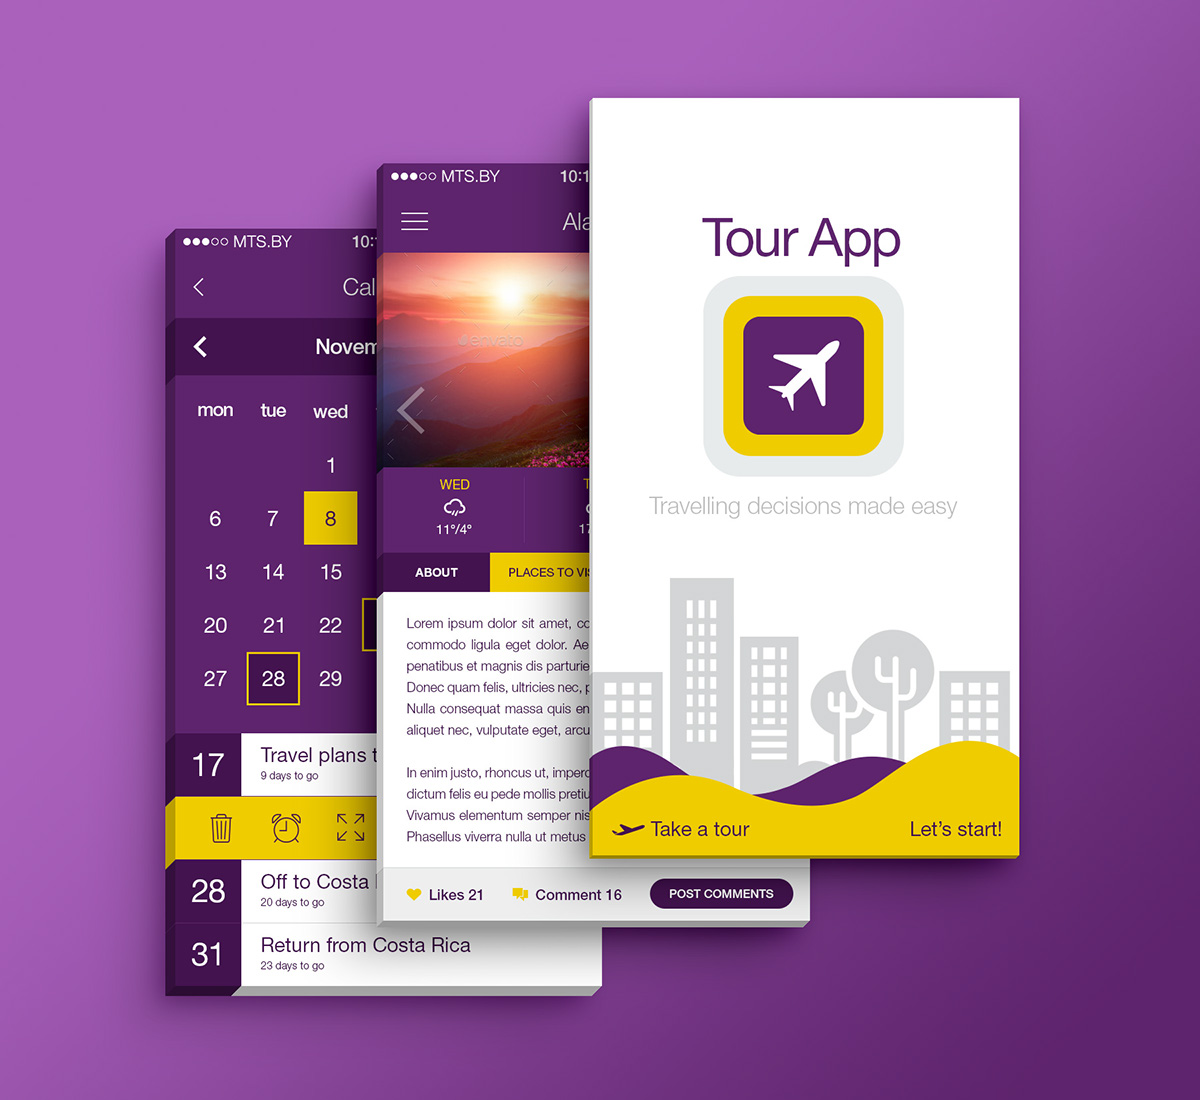 MTS.BY
10:1
Cal
Novem
mon tue wed
1
6 7 8
13 14 15
20 21 22
27 28 29
17
Travel plans t
9 days to go
28
Off to Costa
20 days to go
31
Return from Costa Rica
23 days to go
MTS.BY
10:1
Ala
envato
WED
11°/4°
17
ABOUT
PLACES TO VIS
Lorem ipsum dolor sit amet, co
commodo ligula eget dolor. Ae
penatibus et magnis dis parturie
Donec quam felis, ultricies nec, p
Nulla consequat massa quis en
aliquet nec, vulputate eget, arcu
In enim justo, rhoncus ut, imperd
dictum felis eu pede mollis pretiu
Vivamus elementum semper nis
Phasellus viverra nulla ut metus
Likes 21
Comment 16
POST COMMENTS
Tour App
Travelling decisions made easy
Take a tour
Let's start!